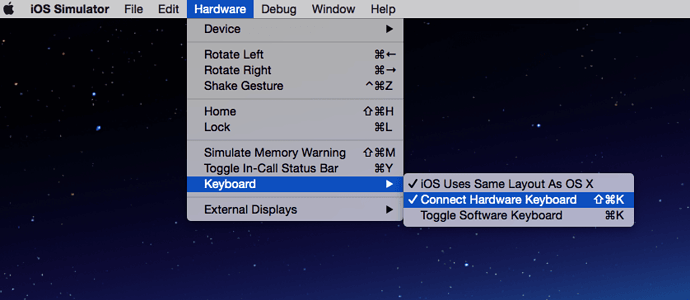 iOS Simulator File Edit Hardware Debug Window Help
Device ▶
Rotate Left ⌘←
Rotate Right ⌘→
Shake Gesture ^⌘Z
Home ⇧⌘H
Lock ⌘L
Simulate Memory Warning ⇧⌘M
Toggle In-Call Status Bar ⌘Y
Keyboard ▶
✓ iOS Uses Same Layout As OS X
✓ Connect Hardware Keyboard ⇧⌘K
Toggle Software Keyboard ⌘K
External Displays ▶